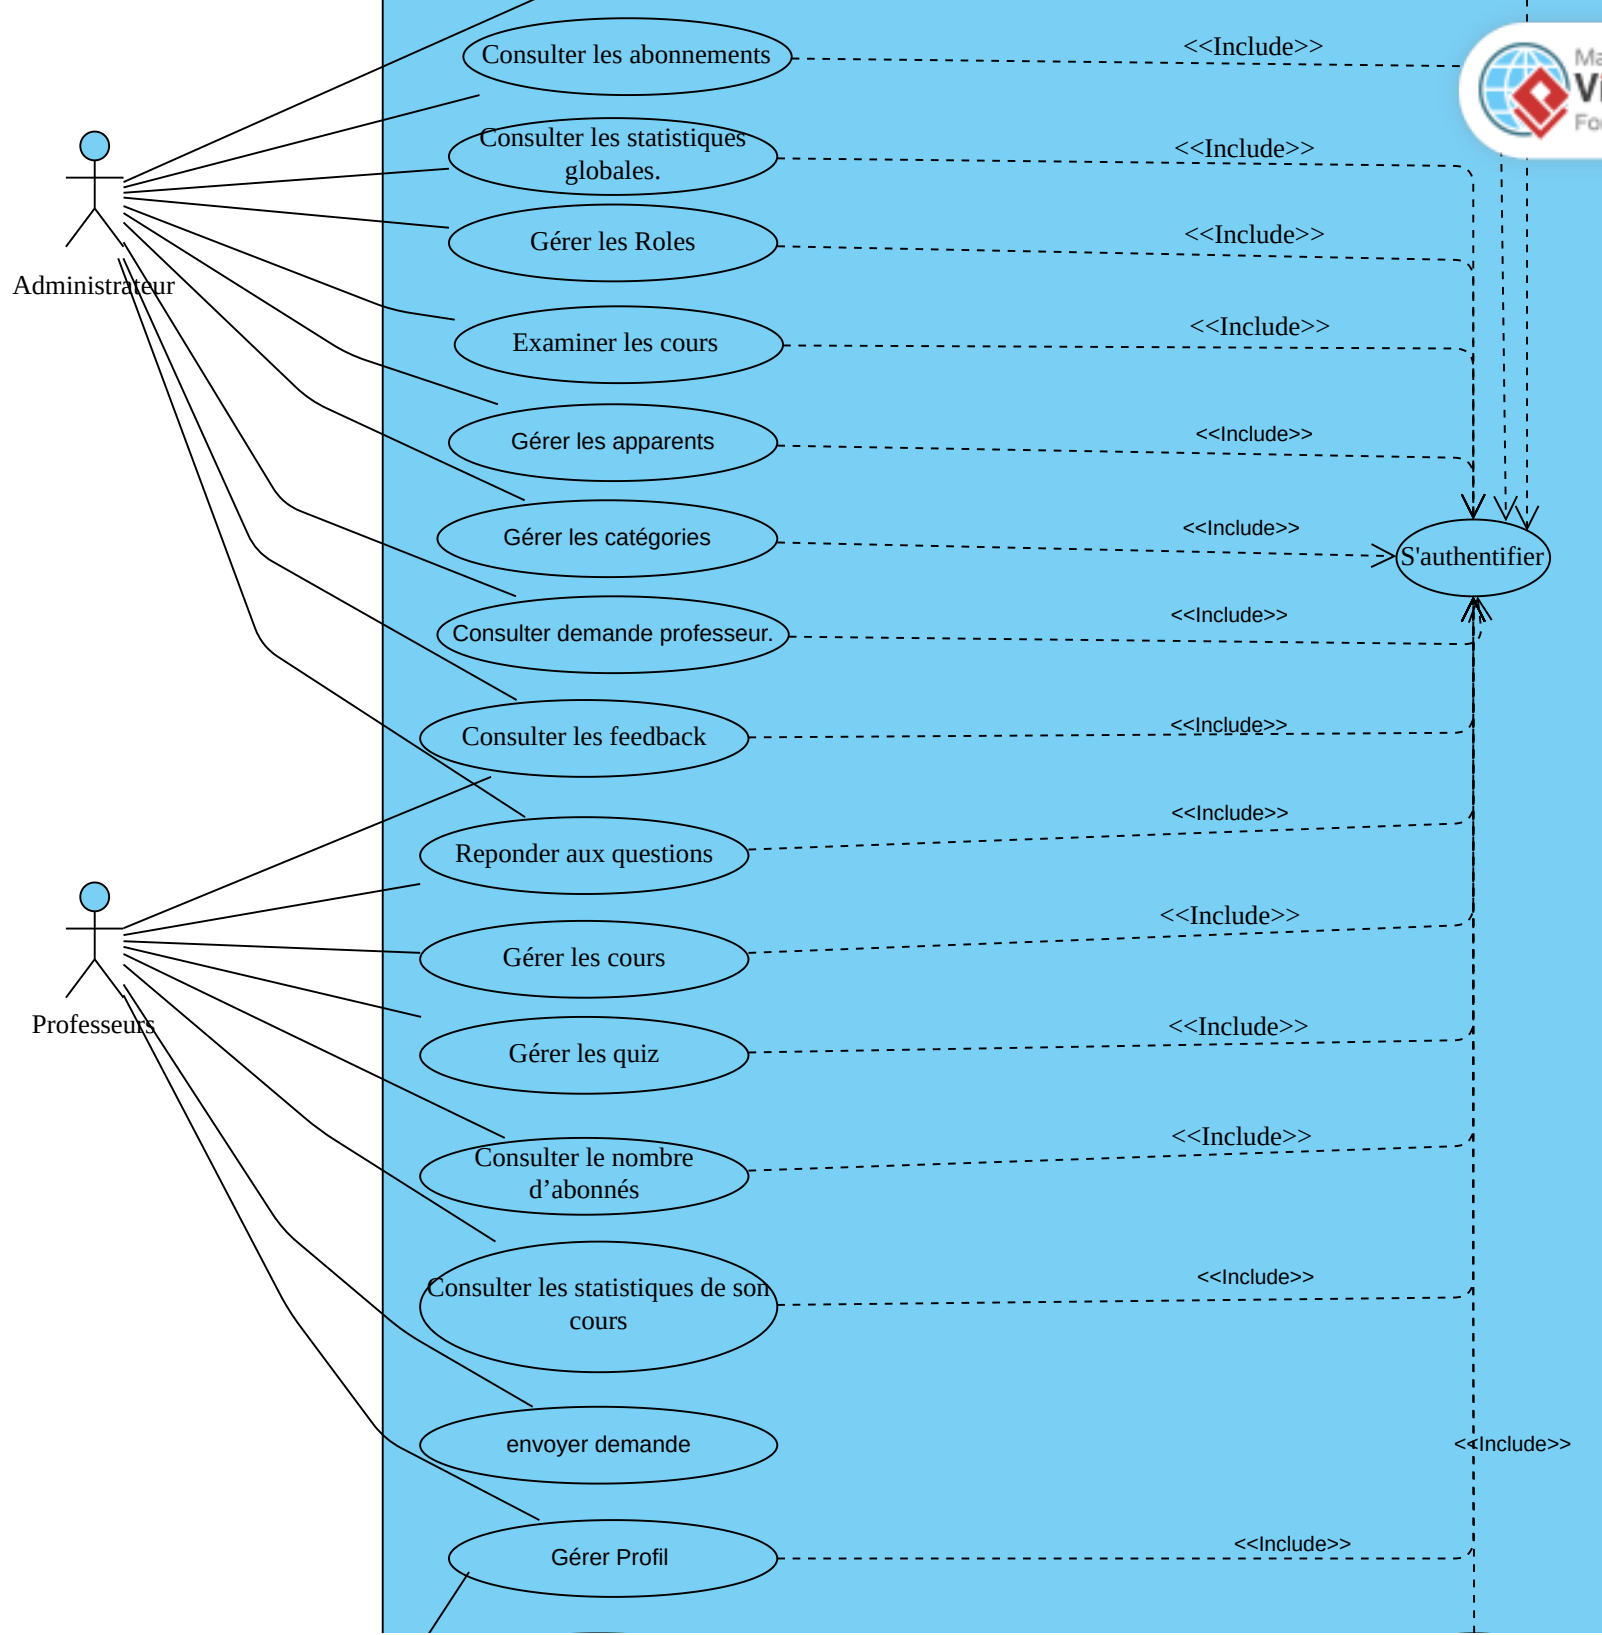 Consulter les abonnements
<<Include>>
Consulter les statistiques
globales.
<<Include>>
Gérer les Roles
<<Include>>
Administrateur
Examiner les cours
<<Include>>
Gérer les apparents
<<Include>>
Gérer les catégories
<<Include>>
S'authentifier
Consulter demande professeur.
<<Include>>
Consulter les feedback
<<Include>>
Reponder aux questions
<<Include>>
Gérer les cours
<<Include>>
Professeurs
Gérer les quiz
<<Include>>
Consulter le nombre
d’abonnés
<<Include>>
Consulter les statistiques de son
cours
<<Include>>
envoyer demande
<<Include>>
Gérer Profil
<<Include>>